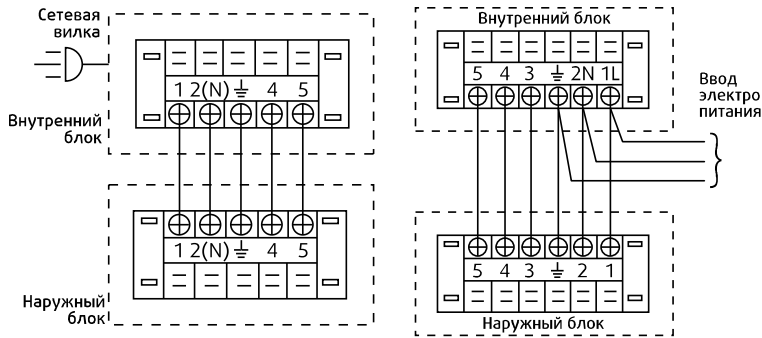 Сетевая
вилка
1 2(N) ⏚ 4 5
Внутренний
блок
1 2(N) ⏚ 4 5
Наружный
блок
Внутренний блок
5 4 3 ⏚ 2N 1L
Ввод
электро
питания
5 4 3 ⏚ 2 1
Наружный блок